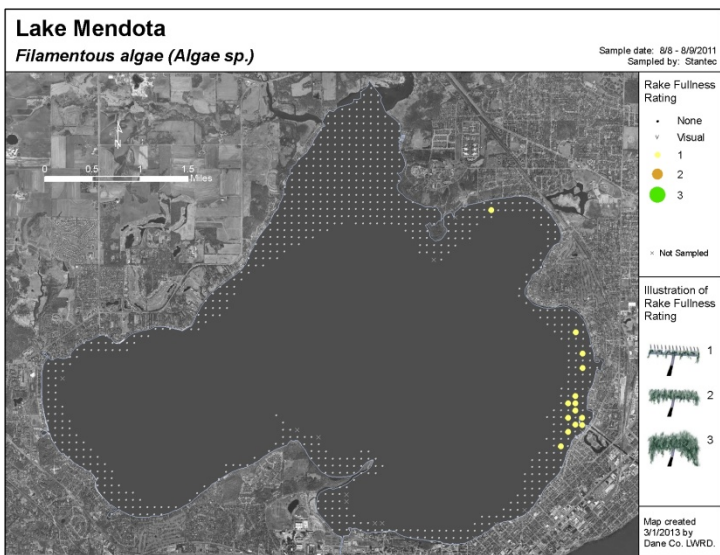 Lake Mendota
Filamentous algae (Algae sp.)
Sample date: 8/8 - 8/9/2011
Sampled by: Stantec
N
0 0.5 1 1.5
Miles
Rake Fullness
Rating
None
Visual
1
2
3
Not Sampled
Illustration of
Rake Fullness
Rating
1
2
3
Map created
3/1/2013 by
Dane Co. LWRD.